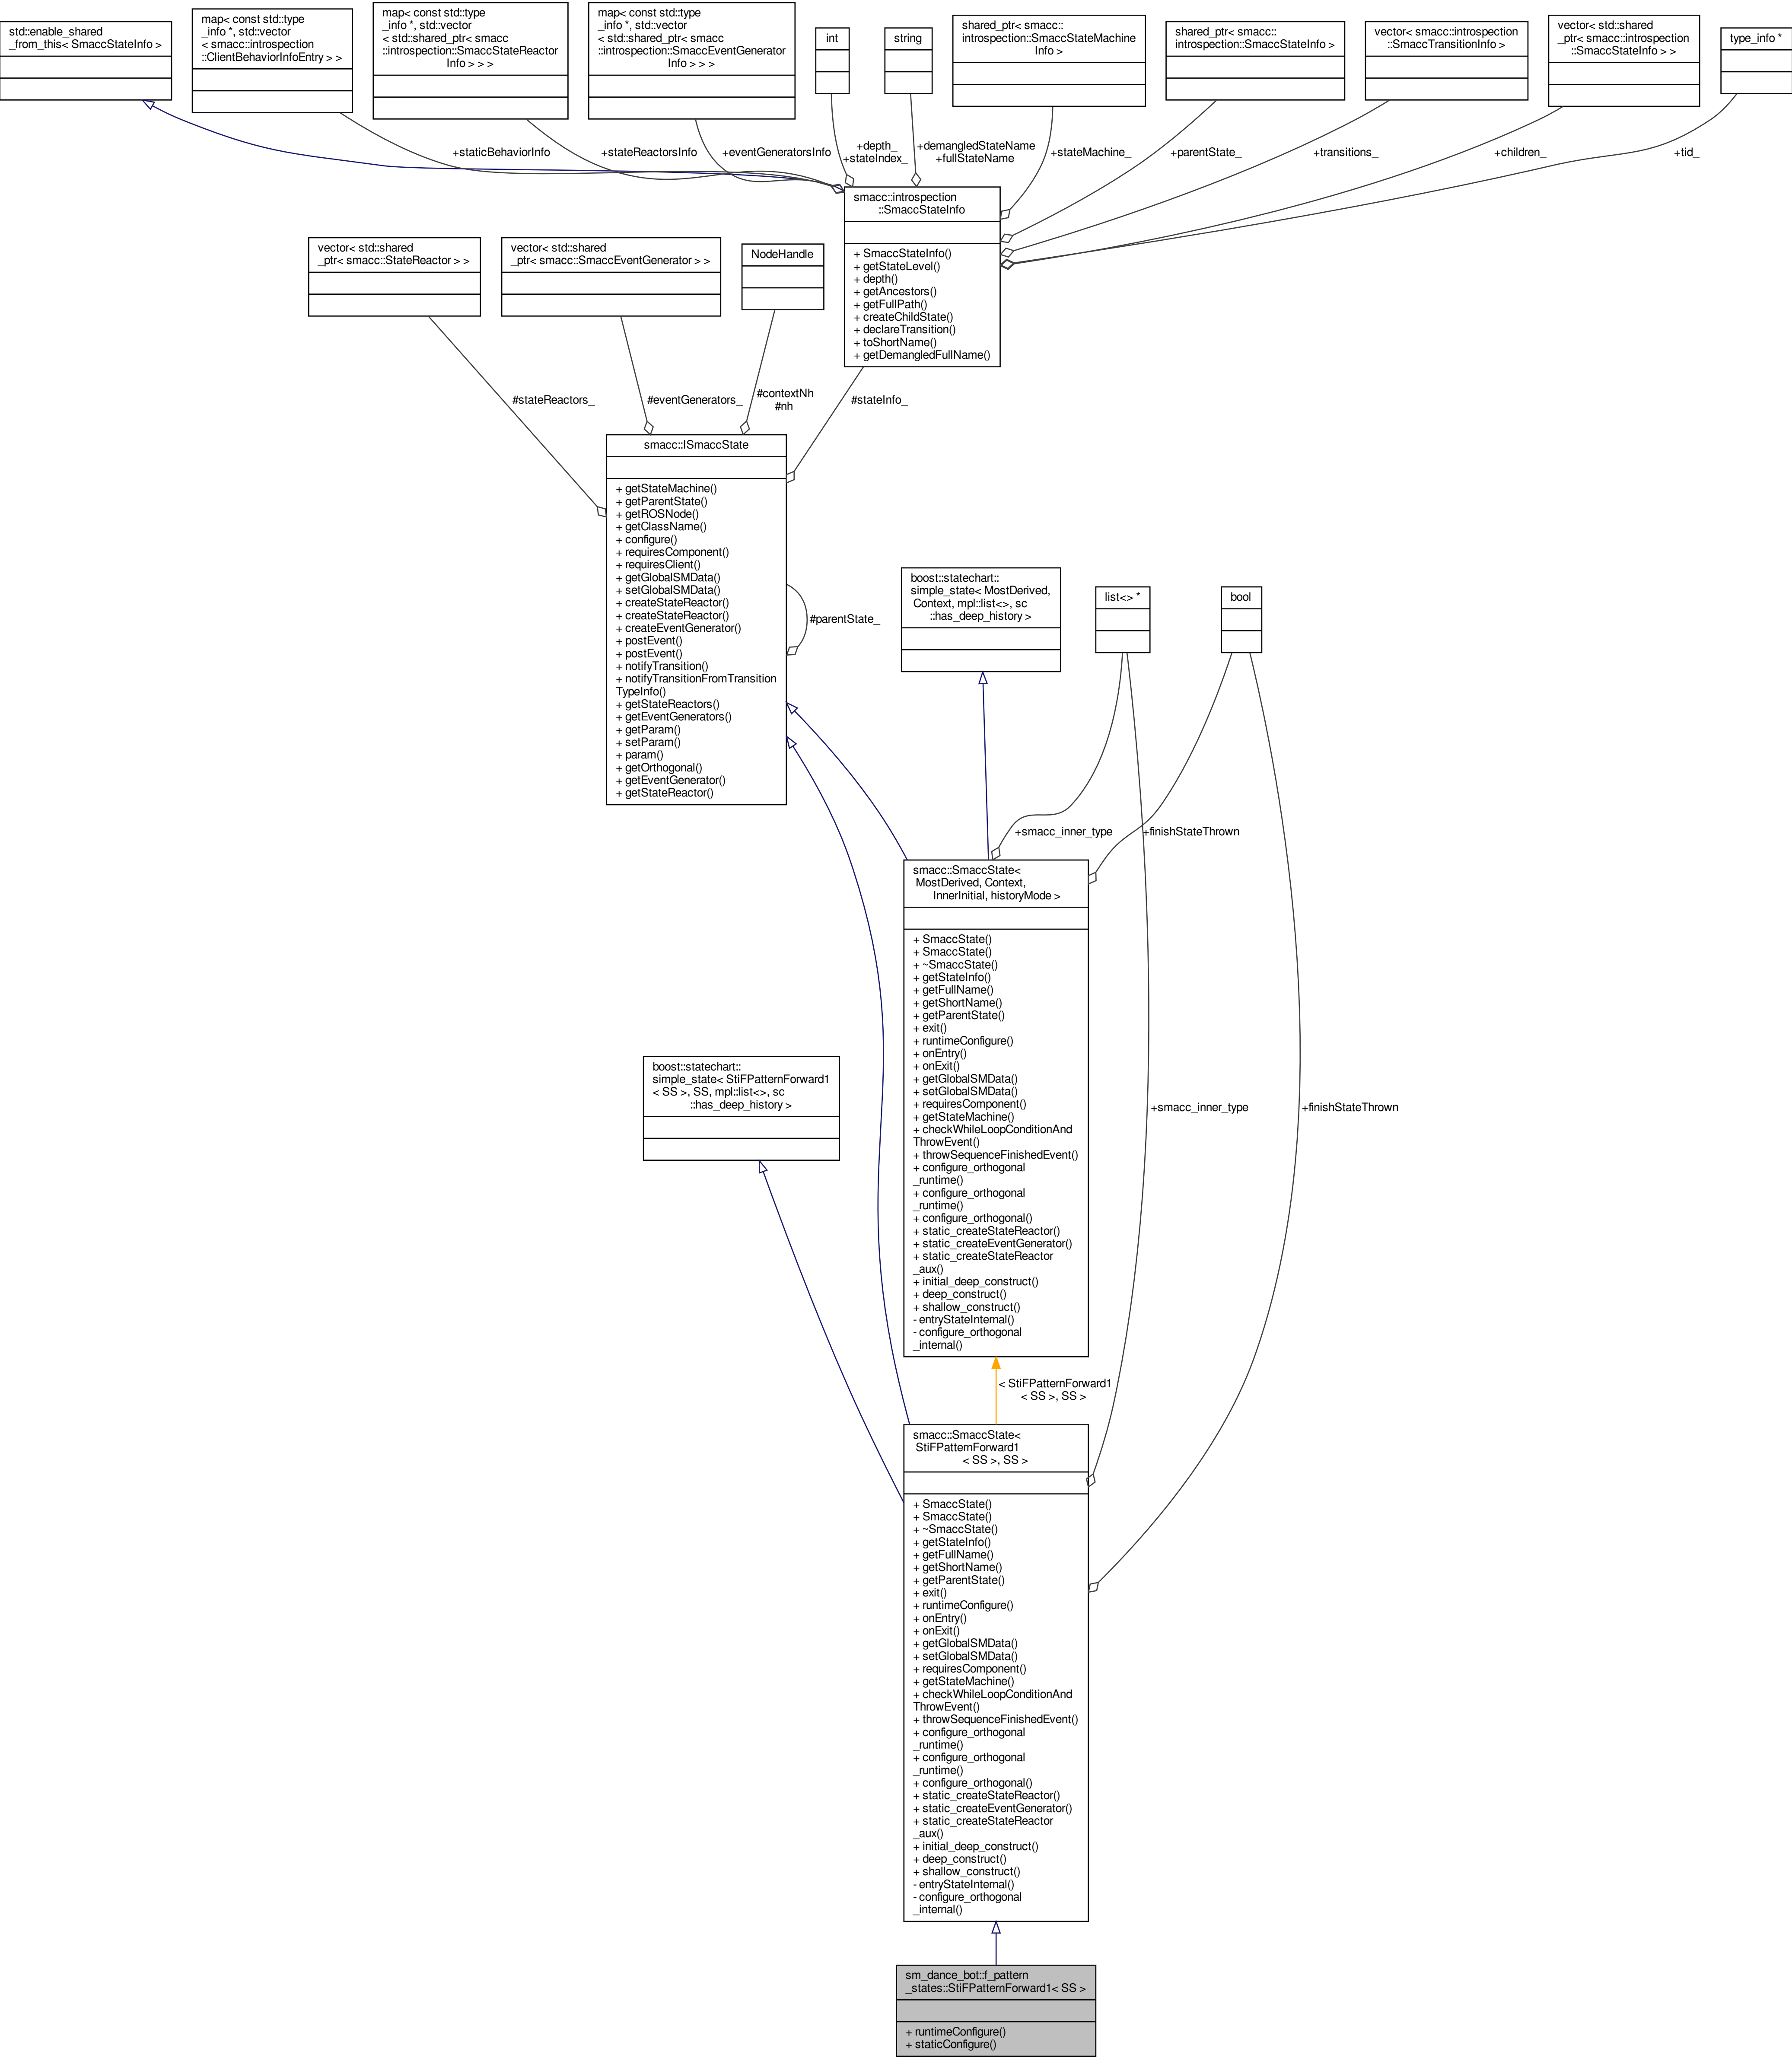 std::enable_shared
_from_this< SmaccStateInfo >
map< const std::type
_info *, std::vector
< smacc::introspection
::ClientBehaviorInfoEntry > >
map< const std::type
_info *, std::vector
< std::shared_ptr< smacc
::introspection::SmaccStateReactor
Info > > >
map< const std::type
_info *, std::vector
< std::shared_ptr< smacc
::introspection::SmaccEventGenerator
Info > > >
int
string
shared_ptr< smacc::
introspection::SmaccStateMachine
Info >
shared_ptr< smacc::
introspection::SmaccStateInfo >
vector< smacc::introspection
::SmaccTransitionInfo >
vector< std::shared
_ptr< smacc::introspection
::SmaccStateInfo > >
type_info *
+staticBehaviorInfo
+stateReactorsInfo
+eventGeneratorsInfo
+depth_
+stateIndex_
+demangledStateName
+fullStateName
+stateMachine_
+parentState_
+transitions_
+children_
+tid_
smacc::introspection
::SmaccStateInfo
+ SmaccStateInfo()
+ getStateLevel()
+ depth()
+ getAncestors()
+ getFullPath()
+ createChildState()
+ declareTransition()
+ toShortName()
+ getDemangledFullName()
vector< std::shared
_ptr< smacc::StateReactor > >
vector< std::shared
_ptr< smacc::SmaccEventGenerator > >
NodeHandle
#stateReactors_
#eventGenerators_
#contextNh
#nh
#stateInfo_
smacc::ISmaccState
+ getStateMachine()
+ getParentState()
+ getROSNode()
+ getClassName()
+ configure()
+ requiresComponent()
+ requiresClient()
+ getGlobalSMData()
+ setGlobalSMData()
+ createStateReactor()
+ createStateReactor()
+ createEventGenerator()
+ postEvent()
+ postEvent()
+ notifyTransition()
+ notifyTransitionFromTransition
TypeInfo()
+ getStateReactors()
+ getEventGenerators()
+ getParam()
+ setParam()
+ param()
+ getOrthogonal()
+ getEventGenerator()
+ getStateReactor()
#parentState_
boost::statechart::
simple_state< MostDerived,
Context, mpl::list<>, sc
::has_deep_history >
list<> *
bool
+smacc_inner_type
+finishStateThrown
smacc::SmaccState<
MostDerived, Context,
InnerInitial, historyMode >
+ SmaccState()
+ SmaccState()
+ ~SmaccState()
+ getStateInfo()
+ getFullName()
+ getShortName()
+ getParentState()
+ exit()
+ runtimeConfigure()
+ onEntry()
+ onExit()
+ getGlobalSMData()
+ setGlobalSMData()
+ requiresComponent()
+ getStateMachine()
+ checkWhileLoopConditionAnd
ThrowEvent()
+ throwSequenceFinishedEvent()
+ configure_orthogonal
_runtime()
+ configure_orthogonal
_runtime()
+ configure_orthogonal()
+ static_createStateReactor()
+ static_createEventGenerator()
+ static_createStateReactor
_aux()
+ initial_deep_construct()
+ deep_construct()
+ shallow_construct()
- entryStateInternal()
- configure_orthogonal
_internal()
boost::statechart::
simple_state< StiFPatternForward1
< SS >, SS, mpl::list<>, sc
::has_deep_history >
+smacc_inner_type
+finishStateThrown
< StiFPatternForward1
< SS >, SS >
smacc::SmaccState<
StiFPatternForward1
< SS >, SS >
+ SmaccState()
+ SmaccState()
+ ~SmaccState()
+ getStateInfo()
+ getFullName()
+ getShortName()
+ getParentState()
+ exit()
+ runtimeConfigure()
+ onEntry()
+ onExit()
+ getGlobalSMData()
+ setGlobalSMData()
+ requiresComponent()
+ getStateMachine()
+ checkWhileLoopConditionAnd
ThrowEvent()
+ throwSequenceFinishedEvent()
+ configure_orthogonal
_runtime()
+ configure_orthogonal
_runtime()
+ configure_orthogonal()
+ static_createStateReactor()
+ static_createEventGenerator()
+ static_createStateReactor
_aux()
+ initial_deep_construct()
+ deep_construct()
+ shallow_construct()
- entryStateInternal()
- configure_orthogonal
_internal()
sm_dance_bot::f_pattern
_states::StiFPatternForward1< SS >
+ runtimeConfigure()
+ staticConfigure()